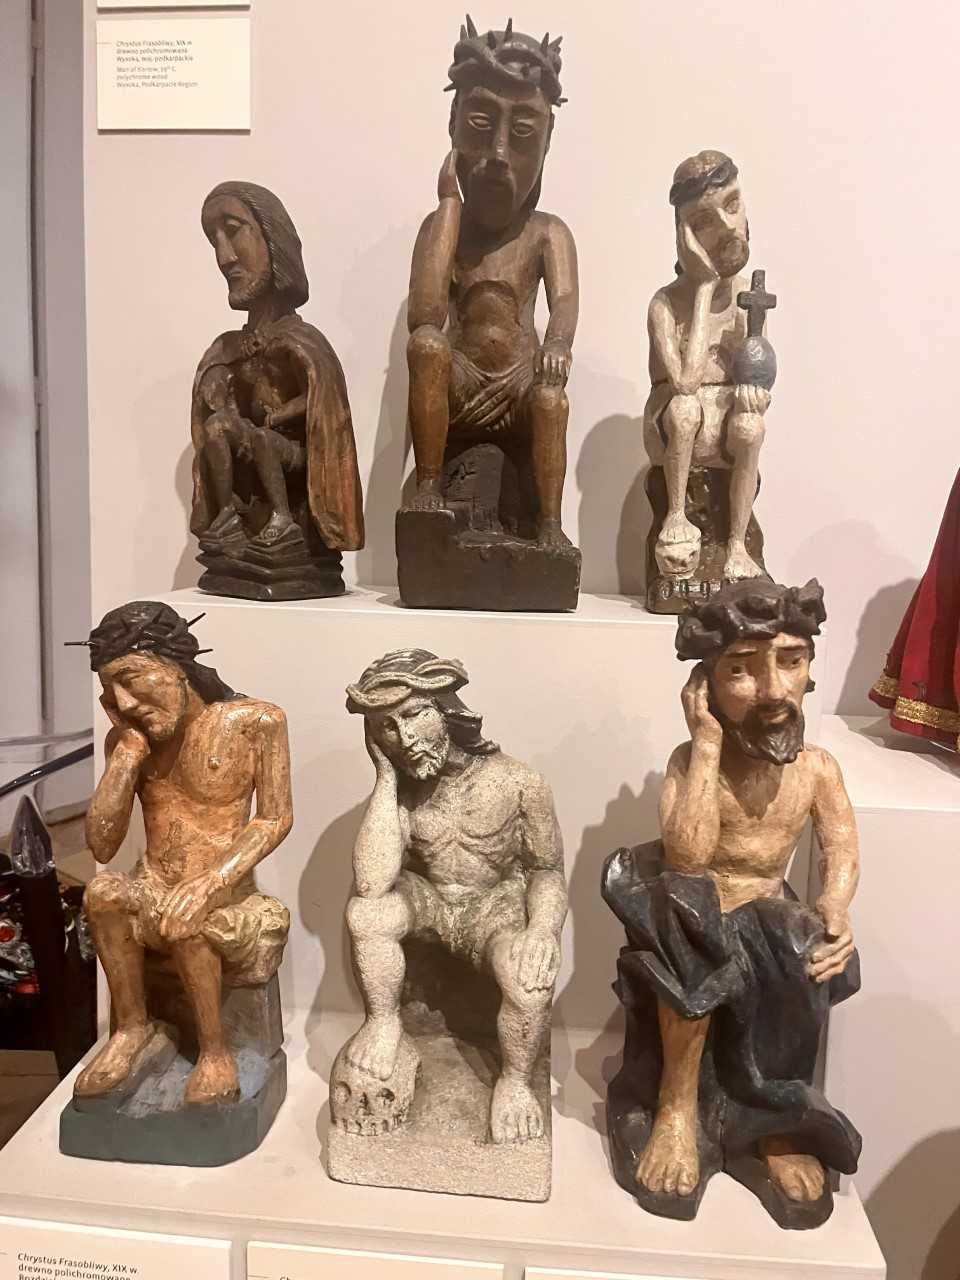 Chrystus Frasobliwy, XIX w.
drewno polichromowane
Wysoka, woj. podkarpackie
Man of Sorrow, 19th C.
polychrome wood
Wysoka, Podkarpacie Region
Chrystus Frasobliwy, XIX w.
drewno polichromowane